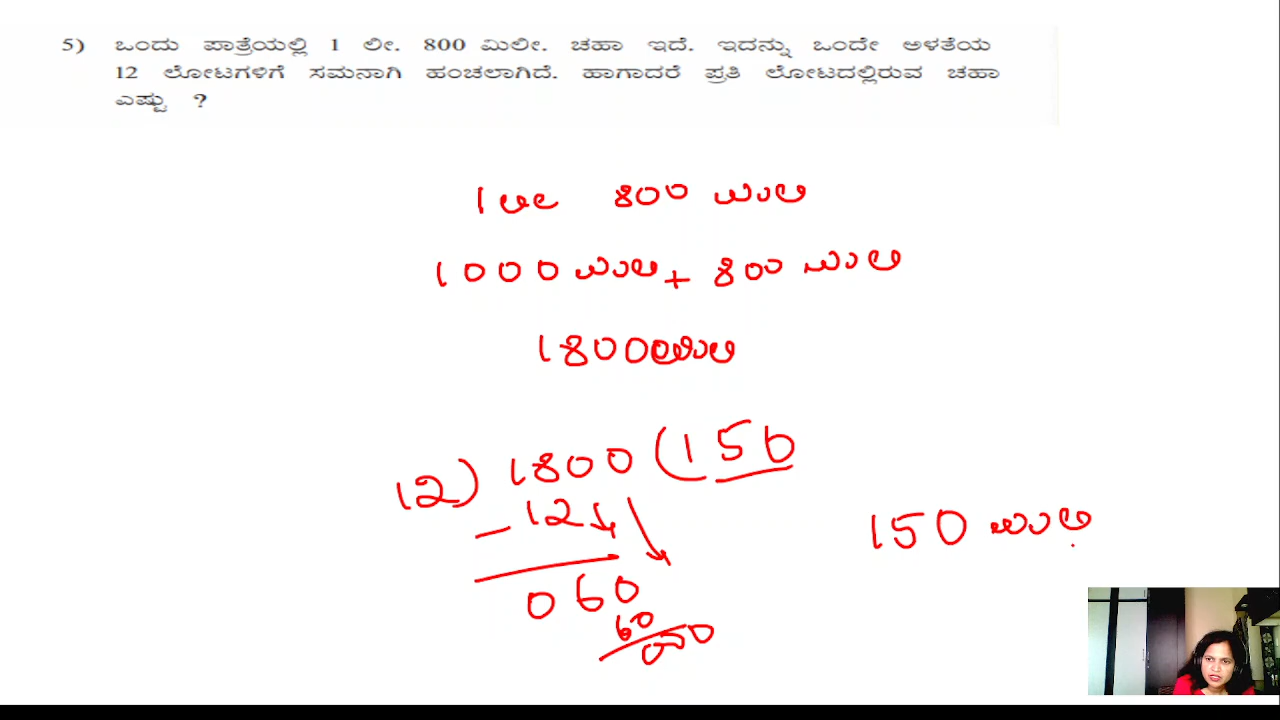 5) ಒಂದು ಪಾತ್ರೆಯಲ್ಲಿ 1 ಲೀ. 800 ಮಿಲೀ. ಚಹಾ ಇದೆ. ಇದನ್ನು ಒಂದೇ ಅಳತೆಯ
12 ಲೋಟಗಳಿಗೆ ಸಮನಾಗಿ ಹಂಚಲಾಗಿದೆ. ಹಾಗಾದರೆ ಪ್ರತಿ ಲೋಟದಲ್ಲಿರುವ ಚಹಾ
ಎಷ್ಟು ?
1 ಲೀ 800 ಮಿಲಿ
1000 ಮಿಲಿ + 800 ಮಿಲಿ
1800 ಮಿಲಿ
12) 1800 (150
- 12
060
60
000
150 ಮಿಲಿ